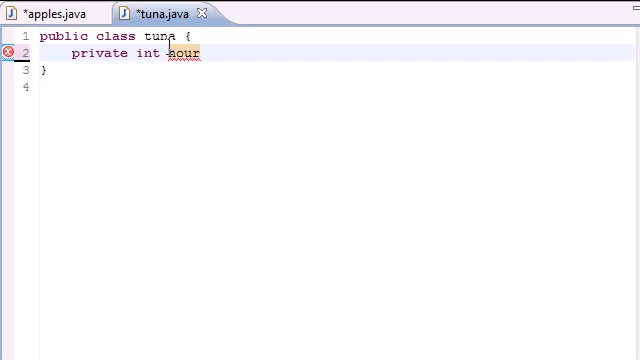 *apples.java
*tuna.java
1 public class tuna {
2 private int hour
3 }
4